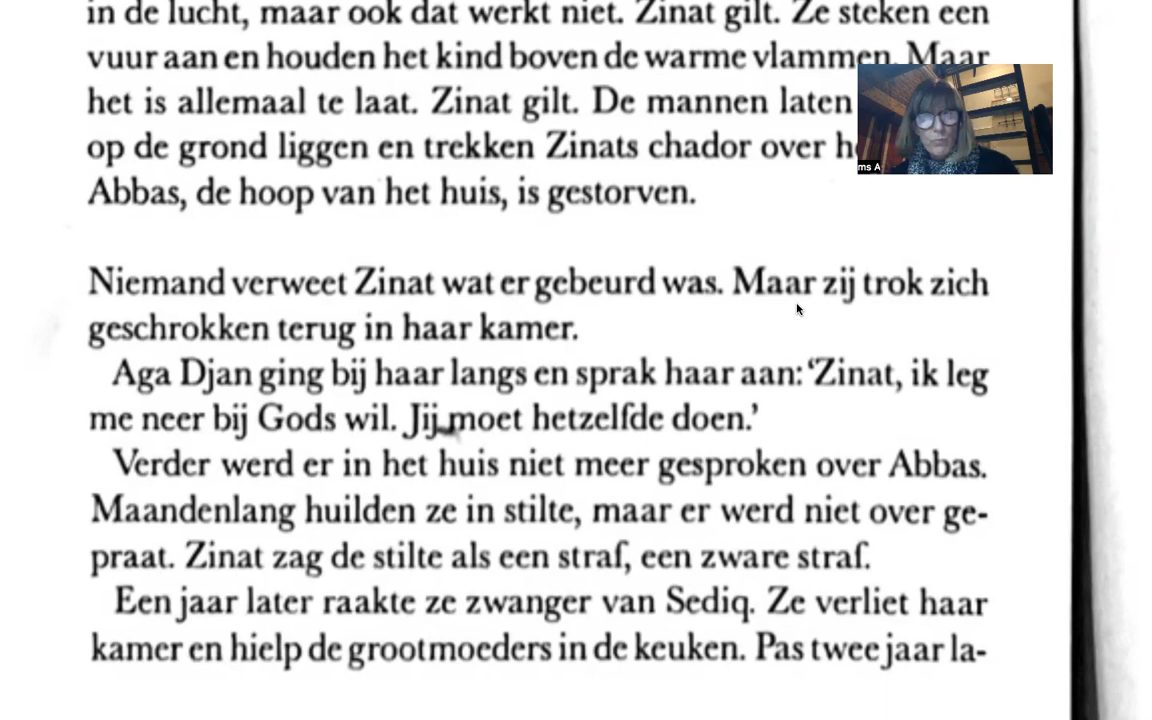 in de lucht, maar ook dat werkt niet. Zinat gilt. Ze steken een
vuur aan en houden het kind boven de warme vlammen. Maar
het is allemaal te laat. Zinat gilt. De mannen laten
op de grond liggen en trekken Zinats chador over
ms A
Abbas, de hoop van het huis, is gestorven.
Niemand verweet Zinat wat er gebeurd was. Maar zij trok zich
geschrokken terug in haar kamer.
Aga Djan ging bij haar langs en sprak haar aan: ‘Zinat, ik leg
me neer bij Gods wil. Jij moet hetzelfde doen.’
Verder werd er in het huis niet meer gesproken over Abbas.
Maandenlang huilden ze in stilte, maar er werd niet over ge-
praat. Zinat zag de stilte als een straf, een zware straf.
Een jaar later raakte ze zwanger van Sediq. Ze verliet haar
kamer en hielp de grootmoeders in de keuken. Pas twee jaar la-